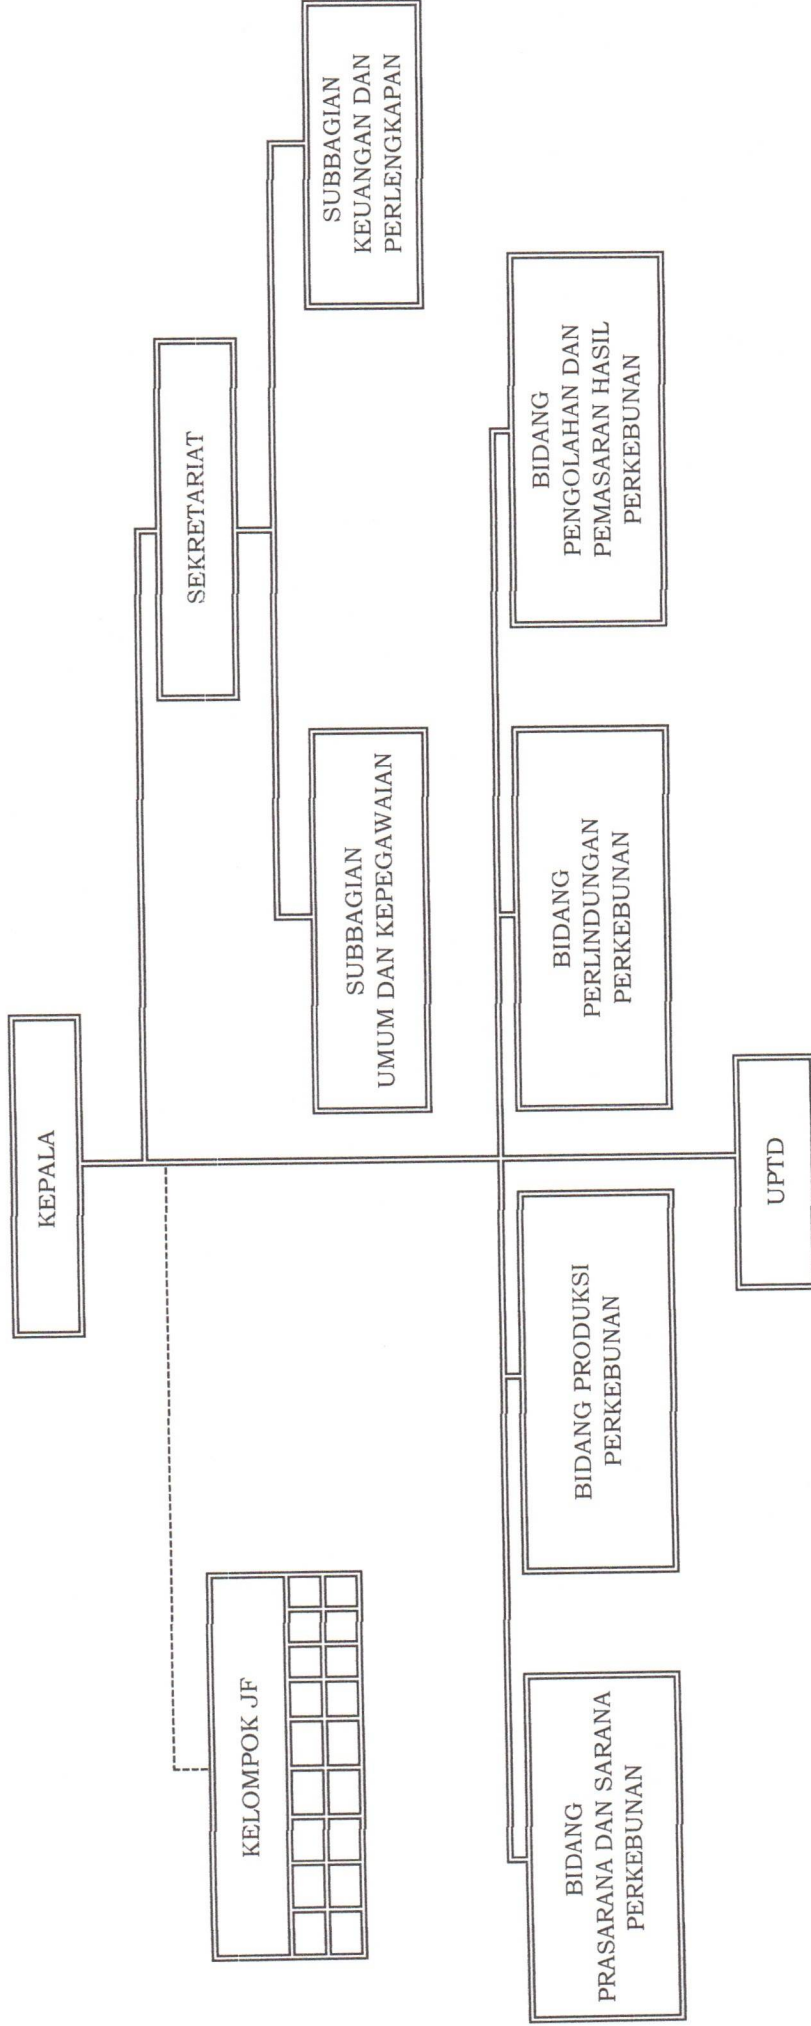 KEPALA
KELOMPOK JF
SEKRETARIAT
SUBBAGIAN
UMUM DAN KEPEGAWAIAN
SUBBAGIAN
KEUANGAN DAN
PERLENGKAPAN
BIDANG
PRASARANA DAN SARANA
PERKEBUNAN
BIDANG PRODUKSI
PERKEBUNAN
BIDANG
PERLINDUNGAN
PERKEBUNAN
BIDANG
PENGOLAHAN DAN
PEMASARAN HASIL
PERKEBUNAN
UPTD